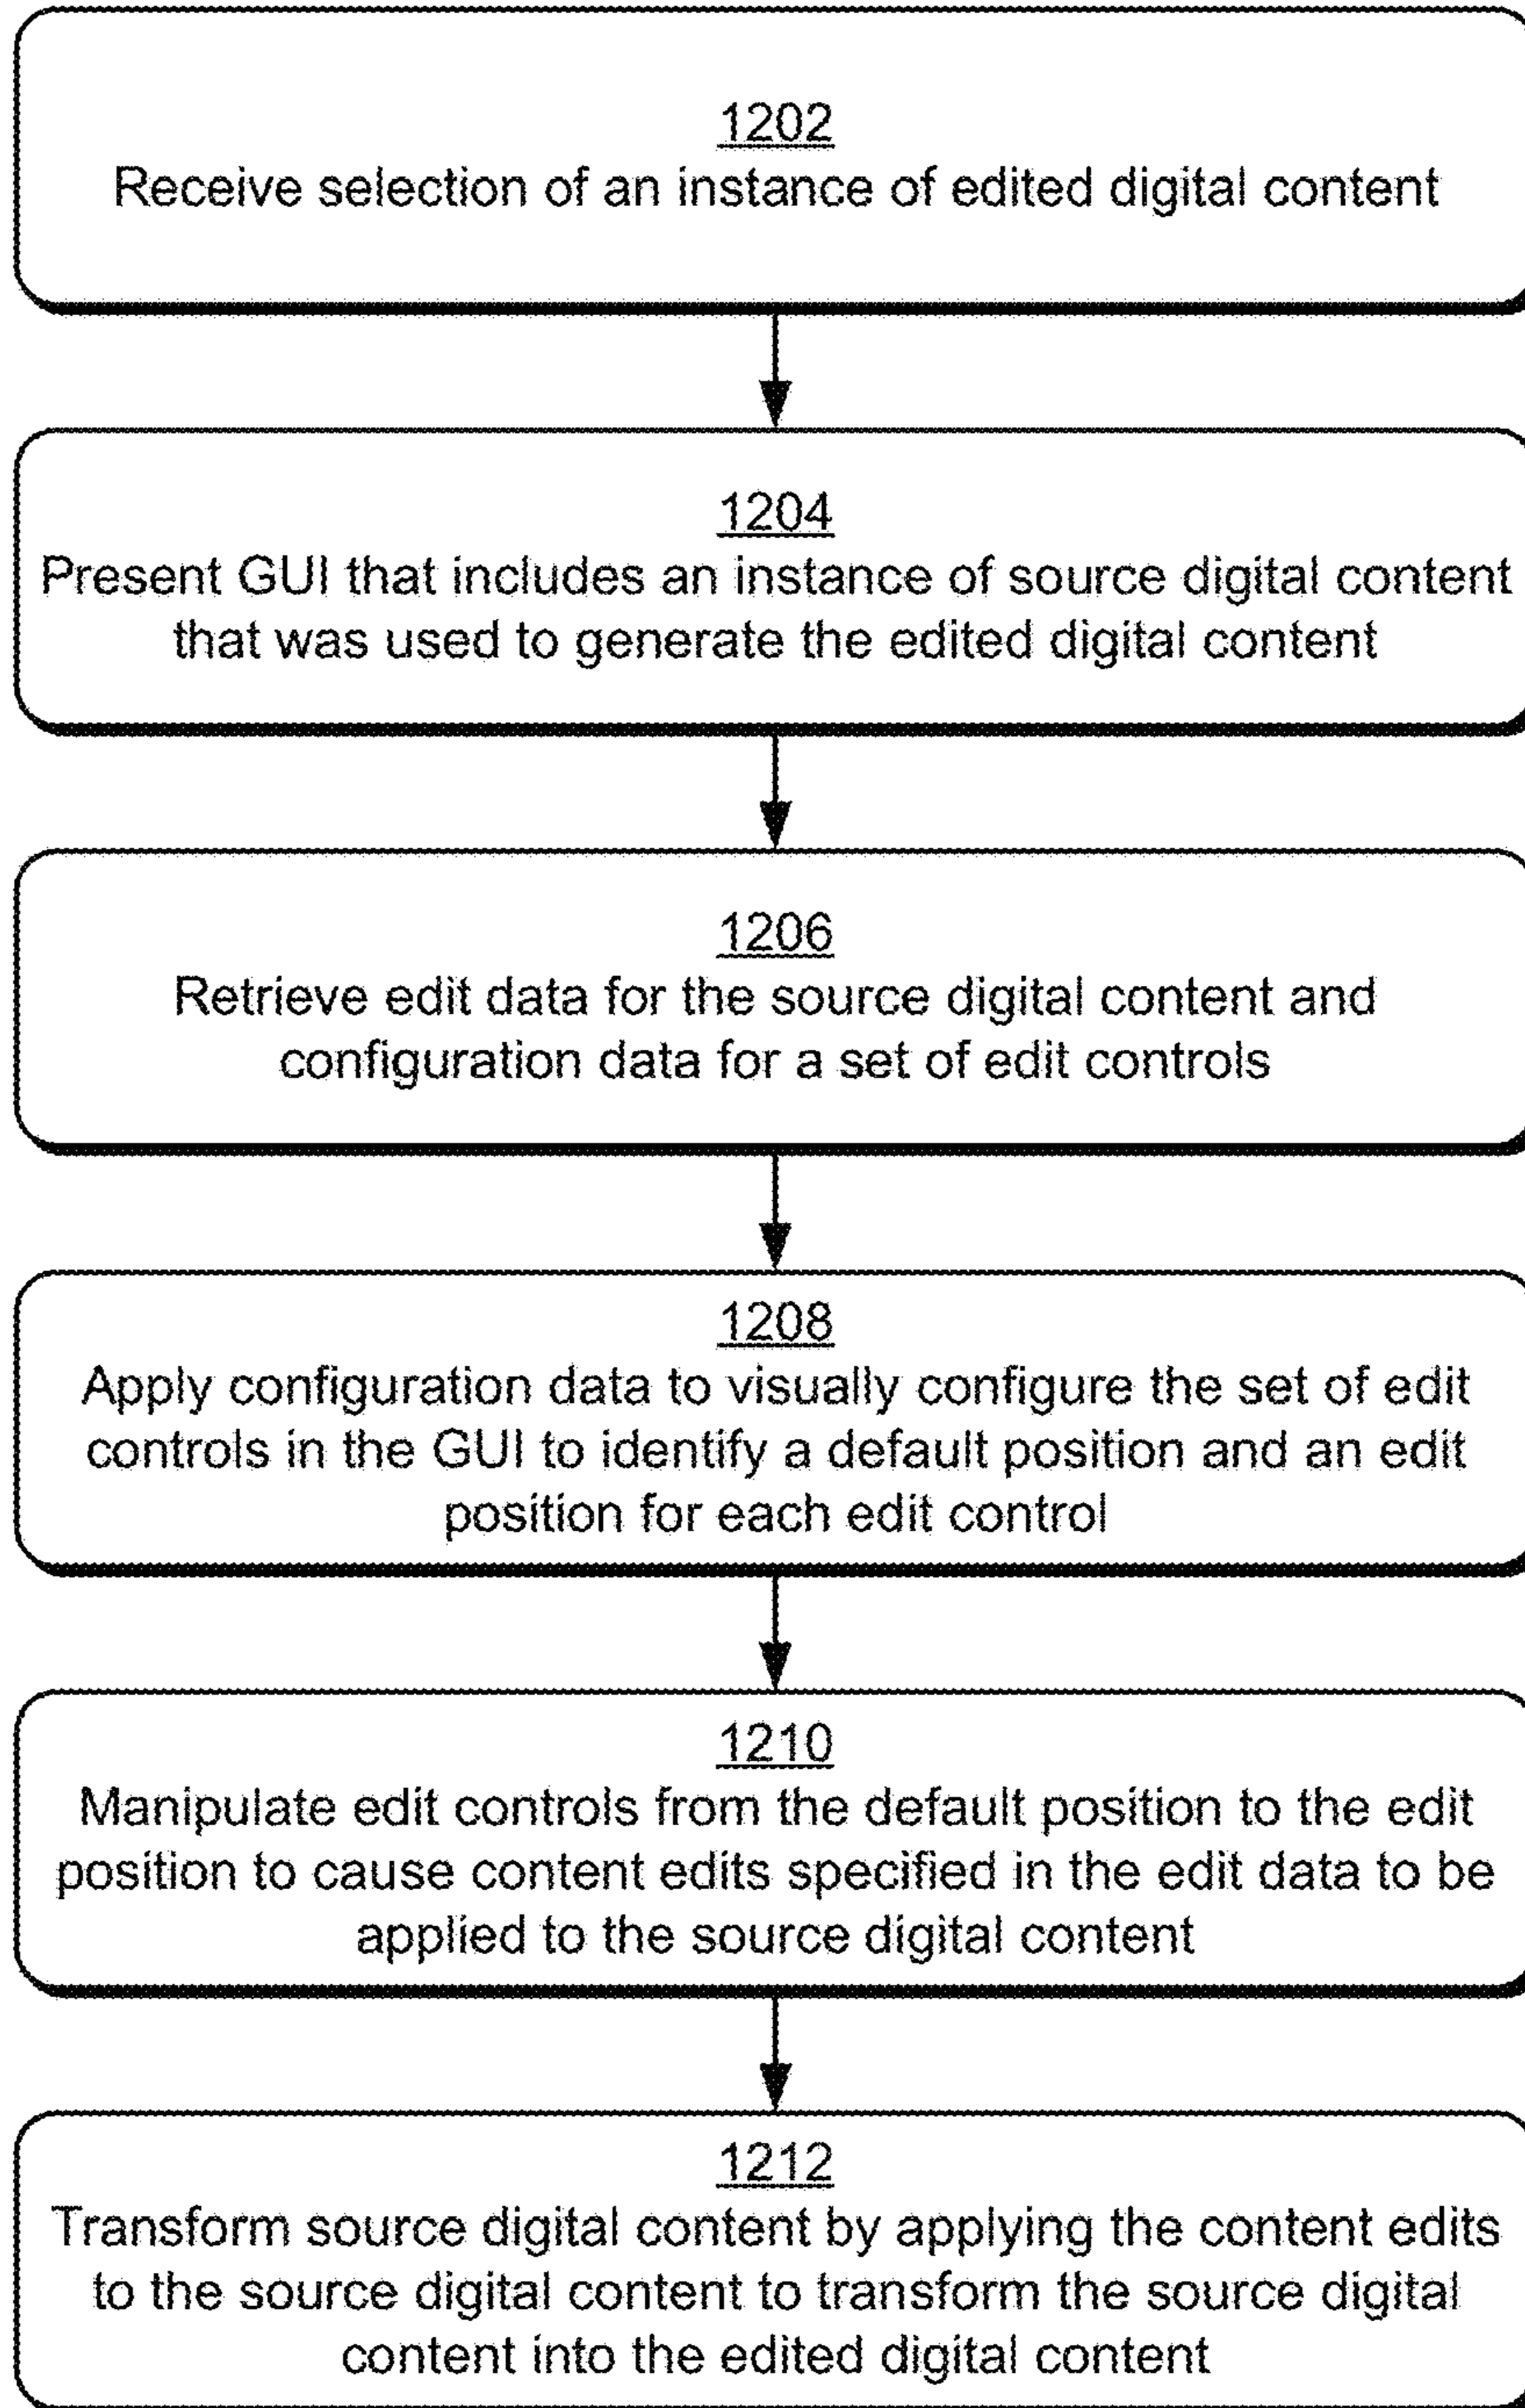 1202
Receive selection of an instance of edited digital content
1204
Present GUI that includes an instance of source digital content
that was used to generate the edited digital content
1206
Retrieve edit data for the source digital content and
configuration data for a set of edit controls
1208
Apply configuration data to visually configure the set of edit
controls in the GUI to identify a default position and an edit
position for each edit control
1210
Manipulate edit controls from the default position to the edit
position to cause content edits specified in the edit data to be
applied to the source digital content
1212
Transform source digital content by applying the content edits
to the source digital content to transform the source digital
content into the edited digital content